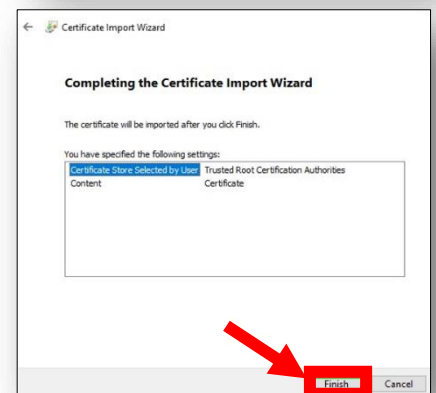 Certificate Import Wizard
Completing the Certificate Import Wizard
The certificate will be imported after you click Finish.
You have specified the following settings:
Certificate Store Selected by User Trusted Root Certification Authorities
Content Certificate
Finish Cancel